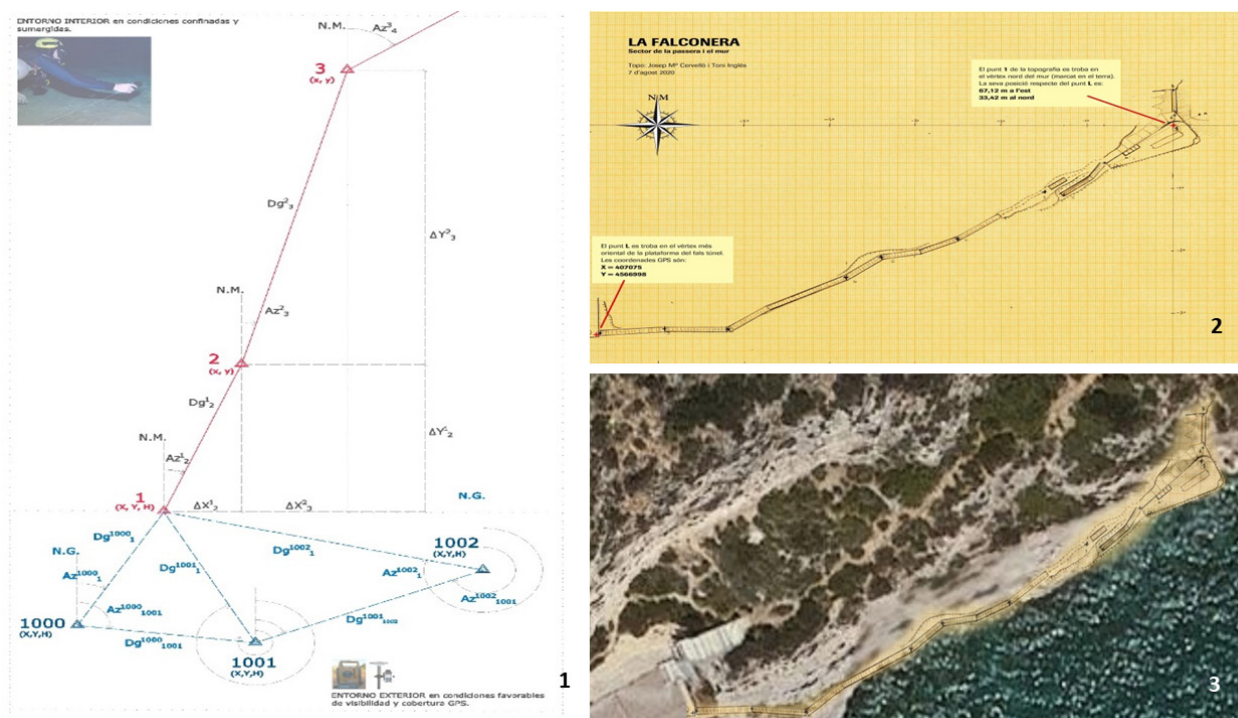 ENTORNO INTERIOR en condiciones confinadas y
sumergidas.
N.M.
Az³₄
3
(x, y)
Dg²₃
ΔY²₃
N.M.
Az²₃
2
(x, y)
Dg¹₂
N.M.
ΔY¹₂
Az¹₂
1
(X, Y, H)
ΔX¹₂
ΔX²₃
N.G.
Dg¹⁰⁰⁰₁
Dg¹⁰⁰²₁
1002
(X,Y,H)
N.G.
Dg¹⁰⁰¹₁
Az¹⁰⁰²₁
Az¹⁰⁰⁰₁
Az¹⁰⁰²₁₀₀₁
Az¹⁰⁰⁰₁₀₀₁
1000
(X,Y,H)
Dg¹⁰⁰¹₁₀₀₂
Dg¹⁰⁰⁰₁₀₀₁
1001
(X,Y,H)
ENTORNO EXTERIOR en condiciones favorables
de visibilidad y cobertura GPS.
1
LA FALCONERA
Sector de la passera i el mur
Topo: Josep Mª Cervelló i Toni Inglés
7 d'agost 2020
NM
El punt 1 de la topografia es troba en
el vèrtex nord del mur (marcat en el terra).
La seva posició respecte del punt L es:
67,12 m a l'est
33,42 m al nord
El punt L es troba en el vèrtex més
oriental de la plataforma del fals túnel.
Les coordenades GPS són:
X = 407075
Y = 4566998
2
3